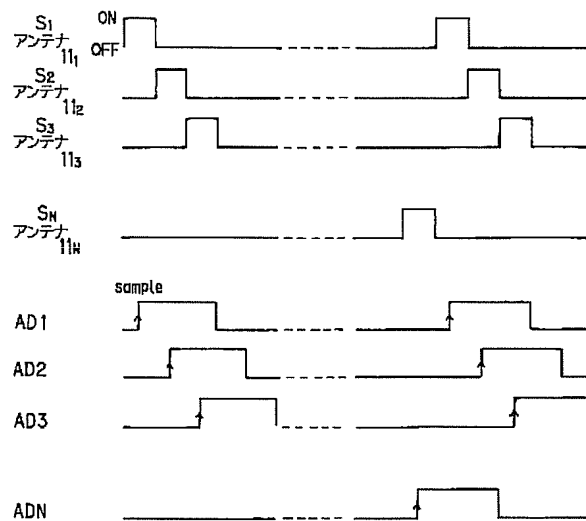 S1 ON
アンテナ 11₁ OFF
S2
アンテナ 11₂
S3
アンテナ 11₃
SN
アンテナ 11N
sample
AD1
AD2
AD3
ADN